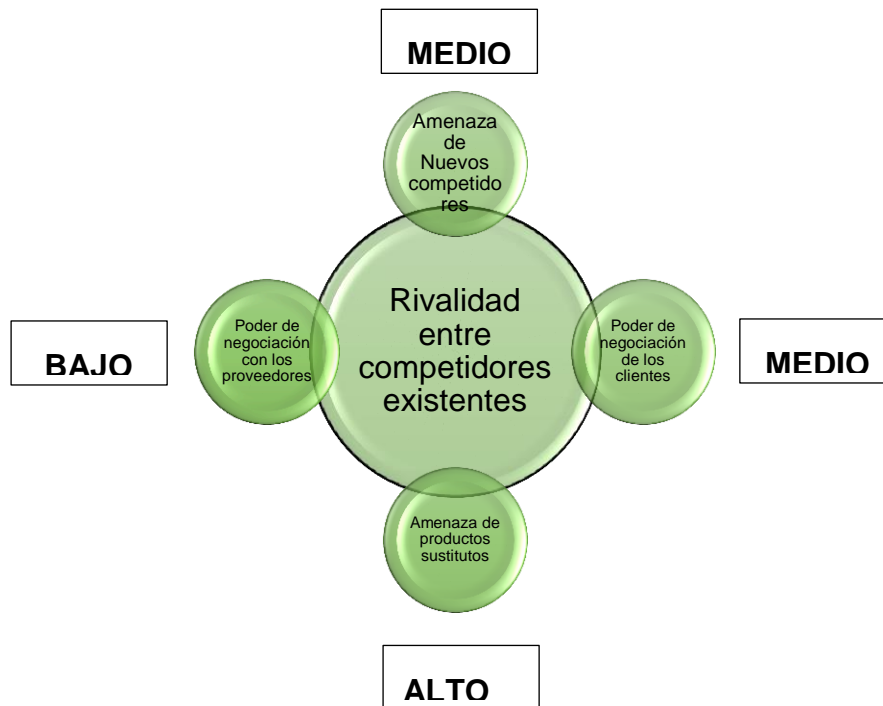 MEDIO
Amenaza
de
Nuevos
competido
res
Rivalidad
entre
competidores
existentes
Poder de
negociación
con los
proveedores
BAJO
Poder de
negociación
de los
clientes
MEDIO
Amenaza de
productos
sustitutos
ALTO